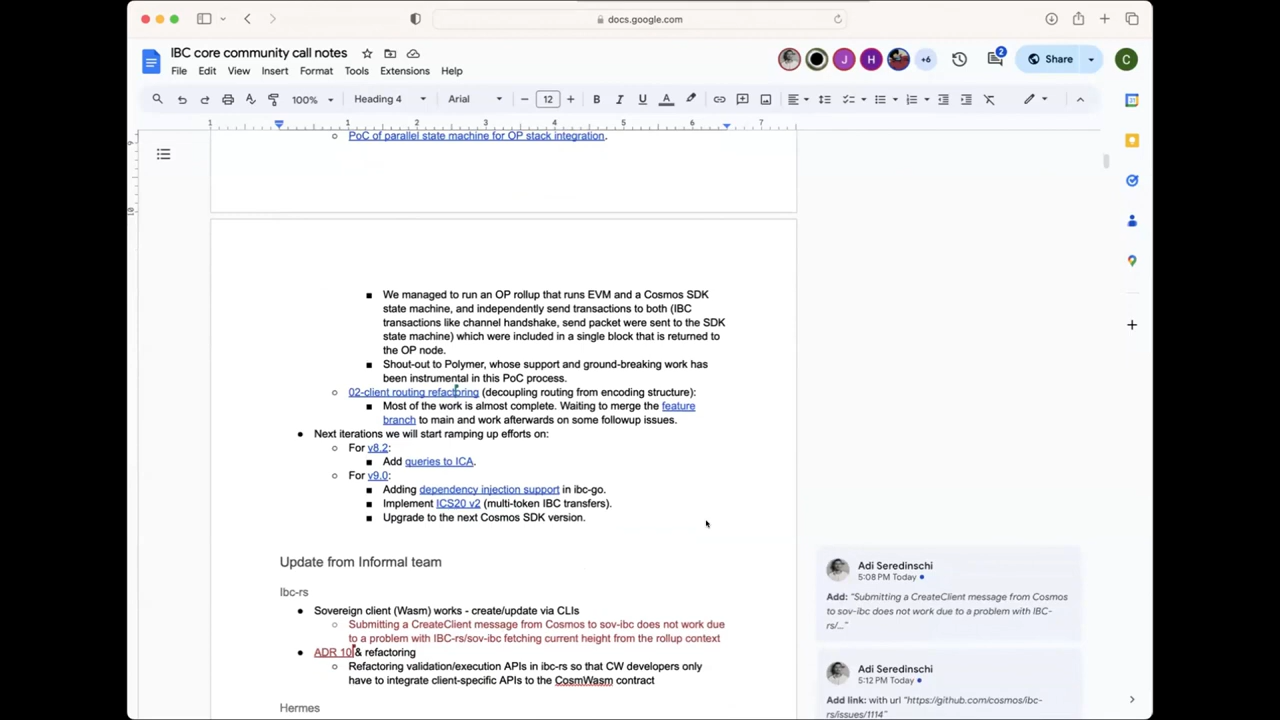 docs.google.com
IBC core community call notes
File Edit View Insert Format Tools Extensions Help
J H +6 2 Share C
100% Heading 4 Arial 12 B I U A
1 1 2 3 4 5 6 7
PoC of parallel state machine for OP stack integration.
We managed to run an OP rollup that runs EVM and a Cosmos SDK
state machine, and independently send transactions to both (IBC
transactions like channel handshake, send packet were sent to the SDK
state machine) which were included in a single block that is returned to
the OP node.
Shout-out to Polymer, whose support and ground-breaking work has
been instrumental in this PoC process.
02-client routing refactoring (decoupling routing from encoding structure):
Most of the work is almost complete. Waiting to merge the feature
branch to main and work afterwards on some followup issues.
Next iterations we will start ramping up efforts on:
For v8.2:
Add queries to ICA.
For v9.0:
Adding dependency injection support in ibc-go.
Implement ICS20 v2 (multi-token IBC transfers).
Upgrade to the next Cosmos SDK version.
Update from Informal team
Ibc-rs
Sovereign client (Wasm) works - create/update via CLIs
Submitting a CreateClient message from Cosmos to sov-ibc does not work due
to a problem with IBC-rs/sov-ibc fetching current height from the rollup context
ADR 10 & refactoring
Refactoring validation/execution APIs in ibc-rs so that CW developers only
have to integrate client-specific APIs to the CosmWasm contract
Hermes
Adi Seredinschi
5:08 PM Today
Add: "Submitting a CreateClient message from Cosmos
to sov-ibc does not work due to a problem with IBC-
rs/..."
Adi Seredinschi
5:12 PM Today
Add link: with url "https://github.com/cosmos/ibc-
rs/issues/1114"